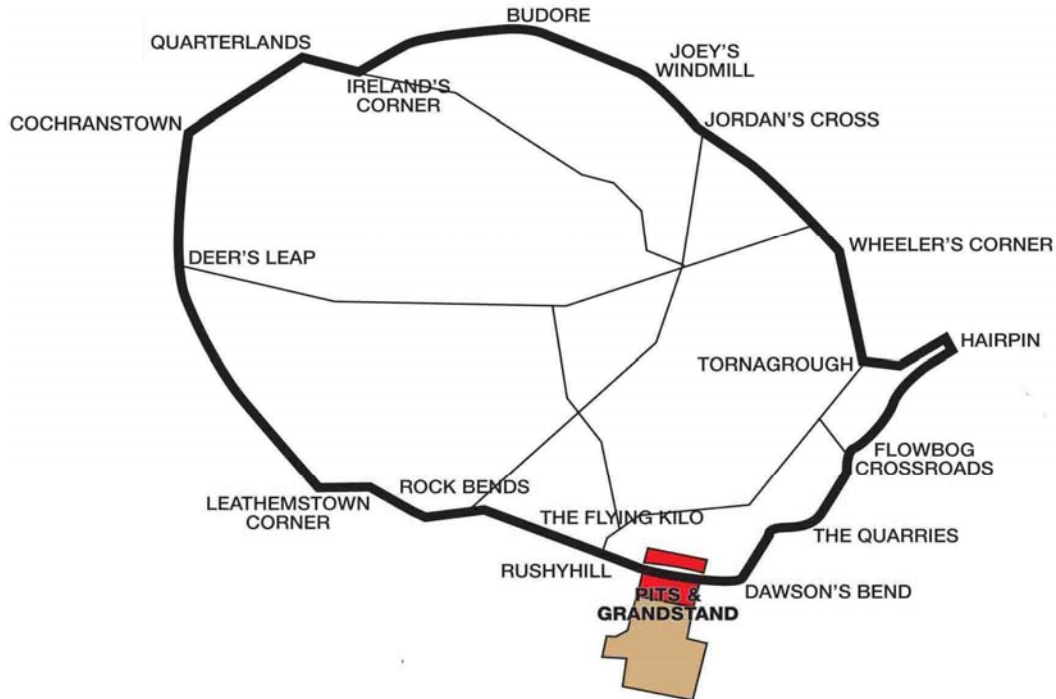 BUDORE
QUARTERLANDS
JOEY'S
WINDMILL
IRELAND'S
CORNER
COCHRANSTOWN
JORDAN'S CROSS
WHEELER'S CORNER
DEER'S LEAP
HAIRPIN
TORNAGROUGH
FLOWBOG
CROSSROADS
ROCK BENDS
LEATHEMSTOWN
CORNER
THE FLYING KILO
THE QUARRIES
RUSHYHILL
DAWSON'S BEND
PITS &
GRANDSTAND